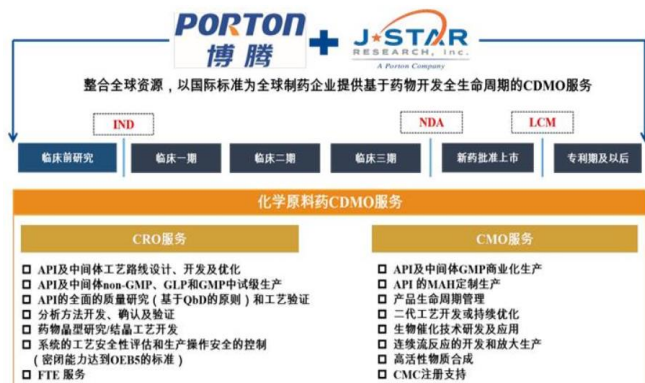 PORTON
博腾
J-STAR
RESEARCH, Inc.
A Porton Company
整合全球资源，以国际标准为全球制药企业提供基于药物开发全生命周期的CDMO服务
IND
NDA
LCM
临床前研究
临床一期
临床二期
临床三期
新药批准上市
专利期及以后
化学原料药CDMO服务
CRO服务
API及中间体工艺路线设计、开发及优化
API及中间体non-GMP、GLP和GMP中试级生产
API的全面的质量研究（基于QbD的原则）和工艺验证
分析方法开发、确认及验证
药物晶型研究/结晶工艺开发
系统的工艺安全性评估和生产操作安全的控制
（密闭能力达到OEB5的标准）
FTE 服务
CMO服务
API及中间体GMP商业化生产
API 的MAH定制生产
产品生命周期管理
二代工艺开发或持续优化
生物催化技术研发及应用
连续流反应的开发和放大生产
高活性物质合成
CMC注册支持